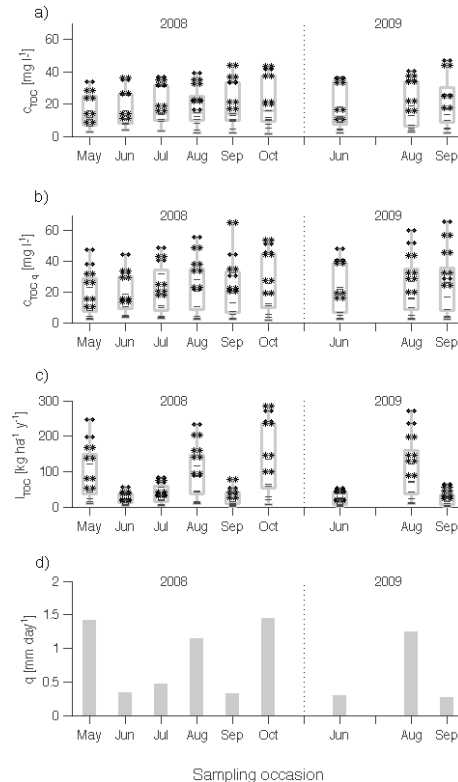 a)
2008
2009
c_TOC [mg l⁻¹]
60
40
20
0
May Jun Jul Aug Sep Oct Jun Aug Sep
b)
2008
2009
c_TOC,q [mg l⁻¹]
60
40
20
0
May Jun Jul Aug Sep Oct Jun Aug Sep
c)
2008
2009
l_TOC [kg ha⁻¹ y⁻¹]
300
200
100
0
May Jun Jul Aug Sep Oct Jun Aug Sep
d)
2008
2009
q [mm day⁻¹]
2
1.5
1
0.5
0
May Jun Jul Aug Sep Oct Jun Aug Sep
Sampling occasion